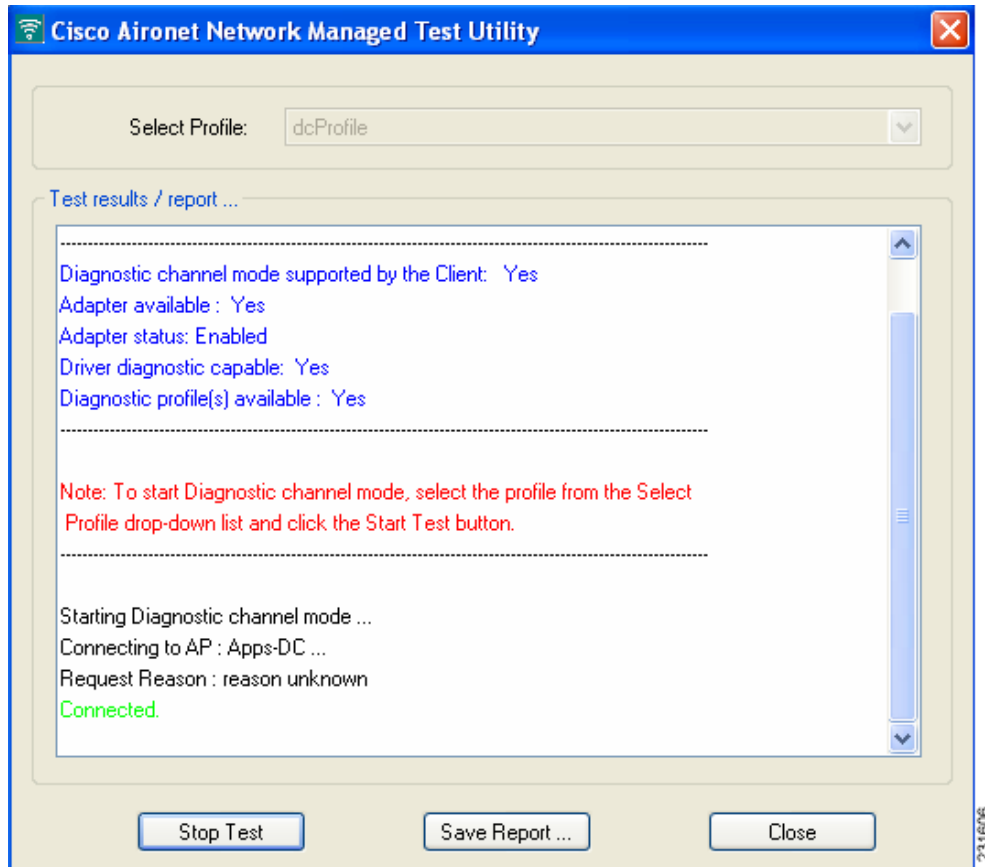 Cisco Aironet Network Managed Test Utility
Select Profile: dcProfile
Test results / report ...
Diagnostic channel mode supported by the Client: Yes
Adapter available : Yes
Adapter status: Enabled
Driver diagnostic capable: Yes
Diagnostic profile(s) available : Yes
Note: To start Diagnostic channel mode, select the profile from the Select
Profile drop-down list and click the Start Test button.
Starting Diagnostic channel mode ...
Connecting to AP : Apps-DC ...
Request Reason : reason unknown
Connected.
Stop Test
Save Report ...
Close
231606